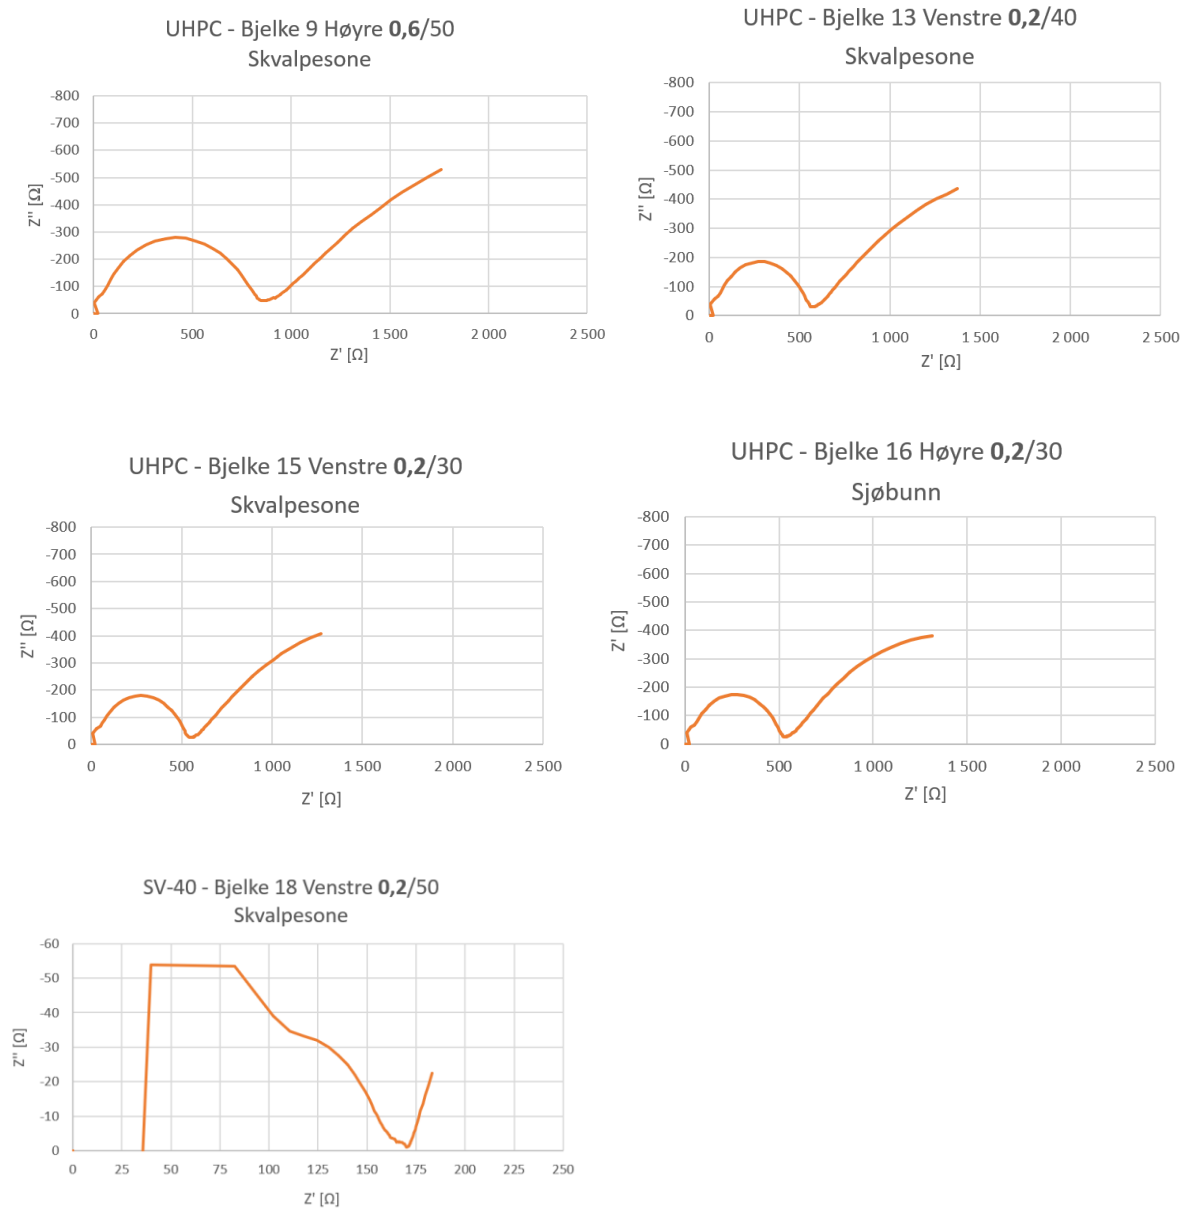 UHPC - Bjelke 9 Høyre 0,6/50
Skvalpesone
-800
-700
-600
-500
-400
-300
-200
-100
0
Z'' [Ω]
0 500 1 000 1 500 2 000 2 500
Z' [Ω]
UHPC - Bjelke 13 Venstre 0,2/40
Skvalpesone
-800
-700
-600
-500
-400
-300
-200
-100
0
Z'' [Ω]
0 500 1 000 1 500 2 000 2 500
Z' [Ω]
UHPC - Bjelke 15 Venstre 0,2/30
Skvalpesone
-800
-700
-600
-500
-400
-300
-200
-100
0
Z'' [Ω]
0 500 1 000 1 500 2 000 2 500
Z' [Ω]
UHPC - Bjelke 16 Høyre 0,2/30
Sjøbunn
-800
-700
-600
-500
-400
-300
-200
-100
0
Z' [Ω]
0 500 1 000 1 500 2 000 2 500
Z' [Ω]
SV-40 - Bjelke 18 Venstre 0,2/50
Skvalpesone
-60
-50
-40
-30
-20
-10
0
Z'' [Ω]
0 25 50 75 100 125 150 175 200 225 250
Z' [Ω]